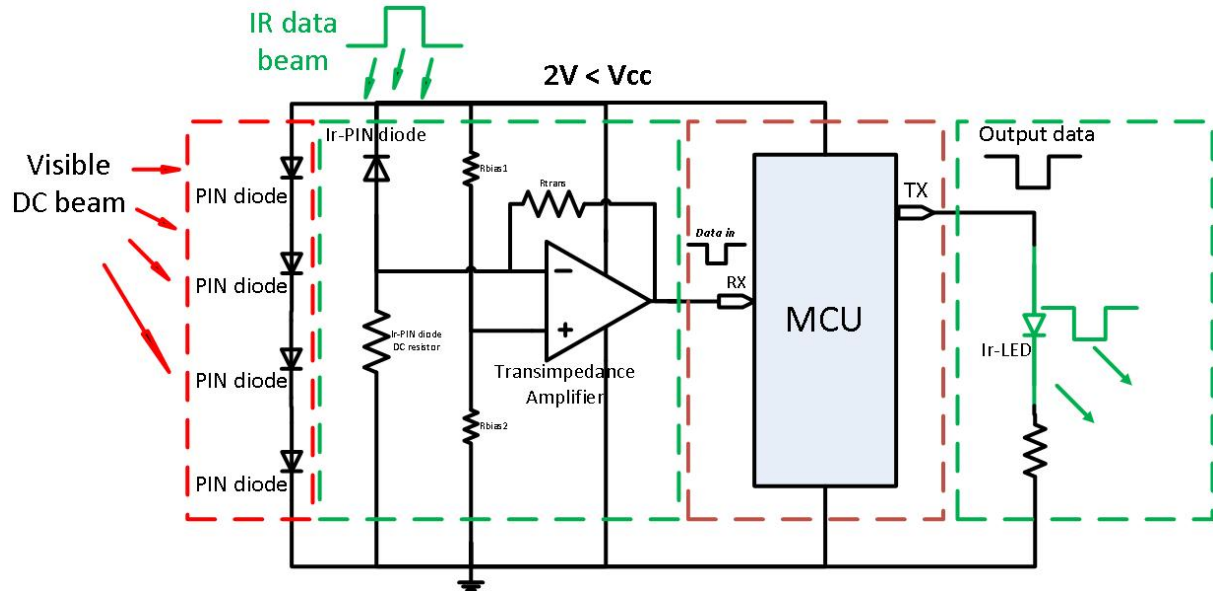 IR data
beam
2V < Vcc
Visible
DC beam
PIN diode
PIN diode
PIN diode
PIN diode
Ir-PIN diode
Rbias1
Rtrans
Ir-PIN diode
DC resistor
Transimpedance
Amplifier
Rbias2
Data in
RX
MCU
TX
Output data
Ir-LED